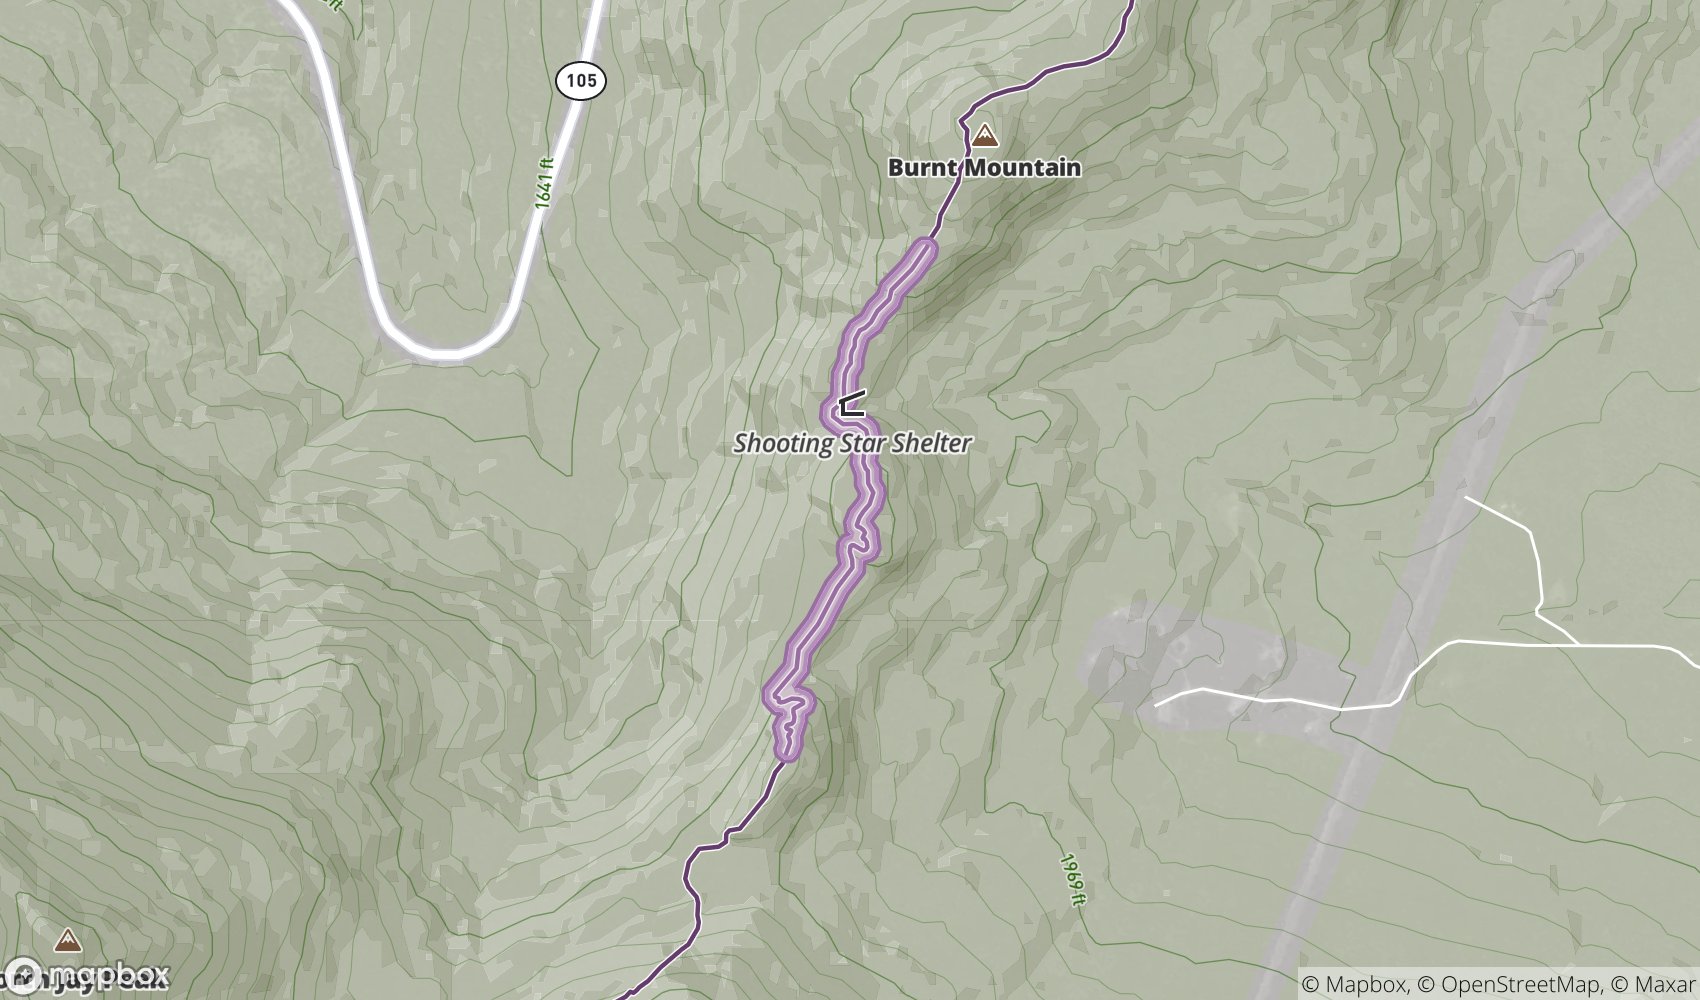 105
1641 ft
Burnt Mountain
Shooting Star Shelter
1969 ft
mapbox
© Mapbox, © OpenStreetMap, © Maxar